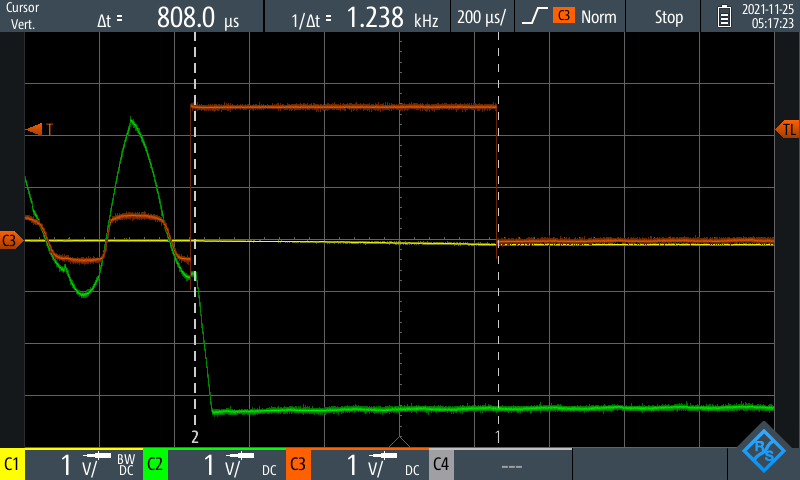 Cursor
Vert.
Δt = 808.0 µs
1/Δt = 1.238 kHz
200 µs/
C3 Norm
Stop
2021-11-25
05:17:23
T
TL
C3
2
1
C1 1 V/ BW DC
C2 1 V/ DC
C3 1 V/ DC
C4 ---
R/S